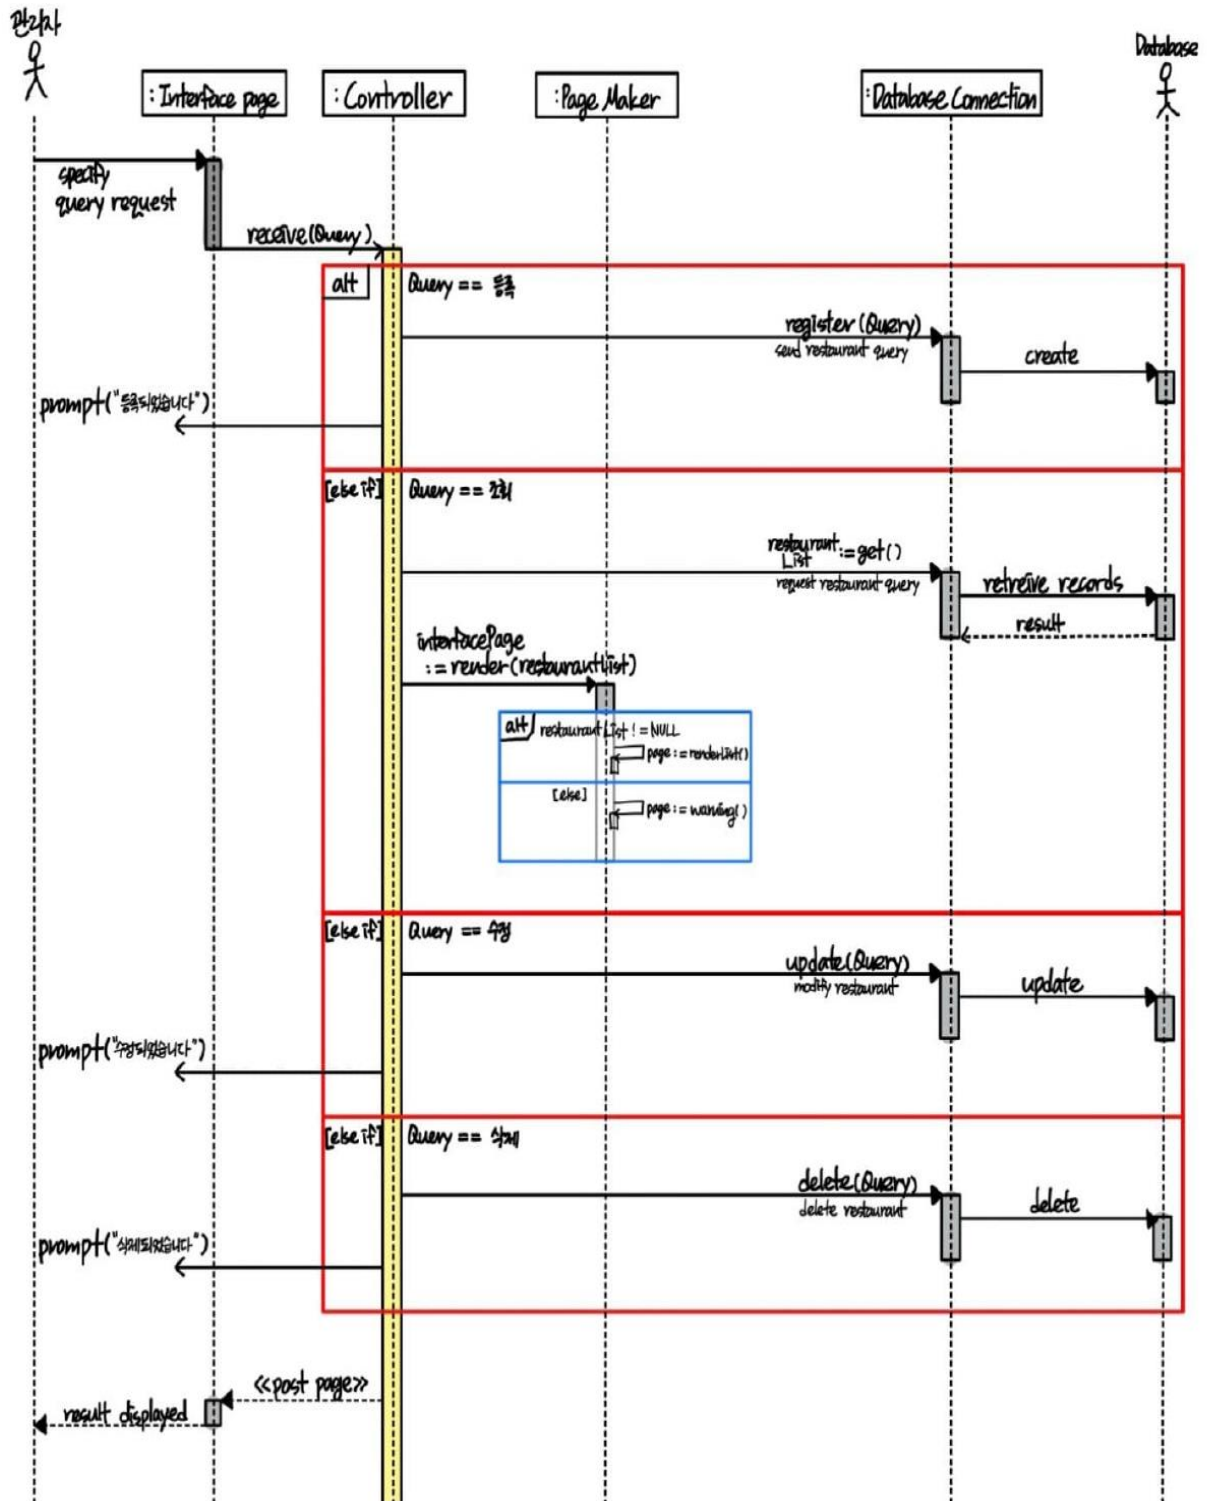 관리자
Database
:Interface page
:Controller
:Page Maker
:Database Connection
specify
query request
receive(Query)
alt
Query == 등록
register(Query)
send restaurant query
create
prompt("등록되었습니다")
[else if]
Query == 조회
restaurant
List
:=get()
request restaurant query
retreive records
result
interfacePage
:=render(restaurantList)
alt
restaurantList != NULL
page:=renderList()
[else]
page:=warning()
[else if]
Query == 수정
update(Query)
modify restaurant
update
prompt("수정되었습니다")
[else if]
Query == 삭제
delete(Query)
delete restaurant
delete
prompt("삭제되었습니다")
<<post page>>
result displayed